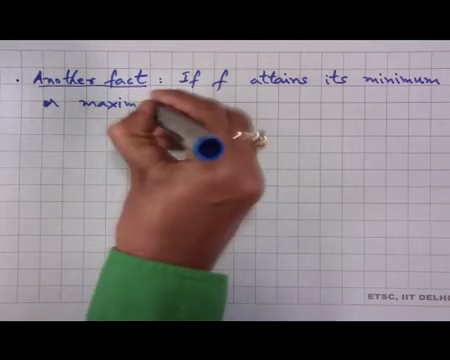 . Another fact : If f attains its minimum
or maxim
ETSC, IIT DELHI